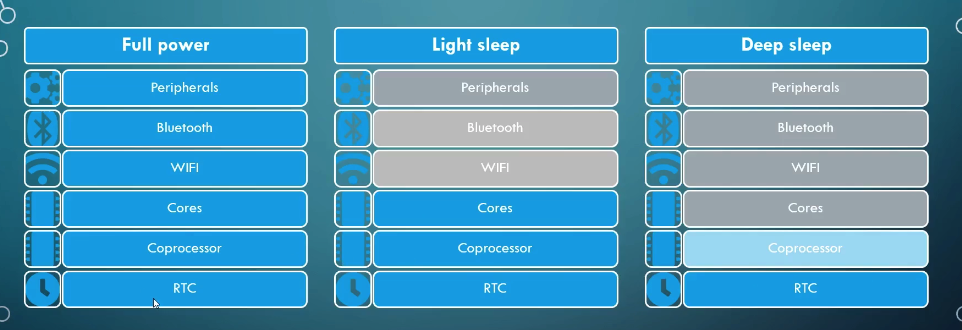 Full power
Peripherals
Bluetooth
WIFI
Cores
Coprocessor
RTC
Light sleep
Peripherals
Bluetooth
WIFI
Cores
Coprocessor
RTC
Deep sleep
Peripherals
Bluetooth
WIFI
Cores
Coprocessor
RTC